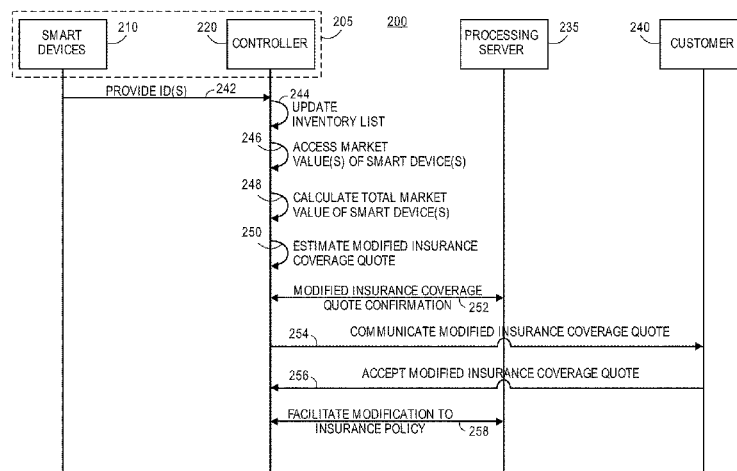 SMART
DEVICES
210
220
CONTROLLER
205
200
PROCESSING
SERVER
235
240
CUSTOMER
PROVIDE ID(S)
242
244
UPDATE
INVENTORY LIST
246
ACCESS MARKET
VALUE(S) OF SMART DEVICE(S)
248
CALCULATE TOTAL MARKET
VALUE OF SMART DEVICE(S)
250
ESTIMATE MODIFIED INSURANCE
COVERAGE QUOTE
MODIFIED INSURANCE COVERAGE
QUOTE CONFIRMATION
252
254
COMMUNICATE MODIFIED INSURANCE COVERAGE QUOTE
256
ACCEPT MODIFIED INSURANCE COVERAGE QUOTE
FACILITATE MODIFICATION TO
INSURANCE POLICY
258